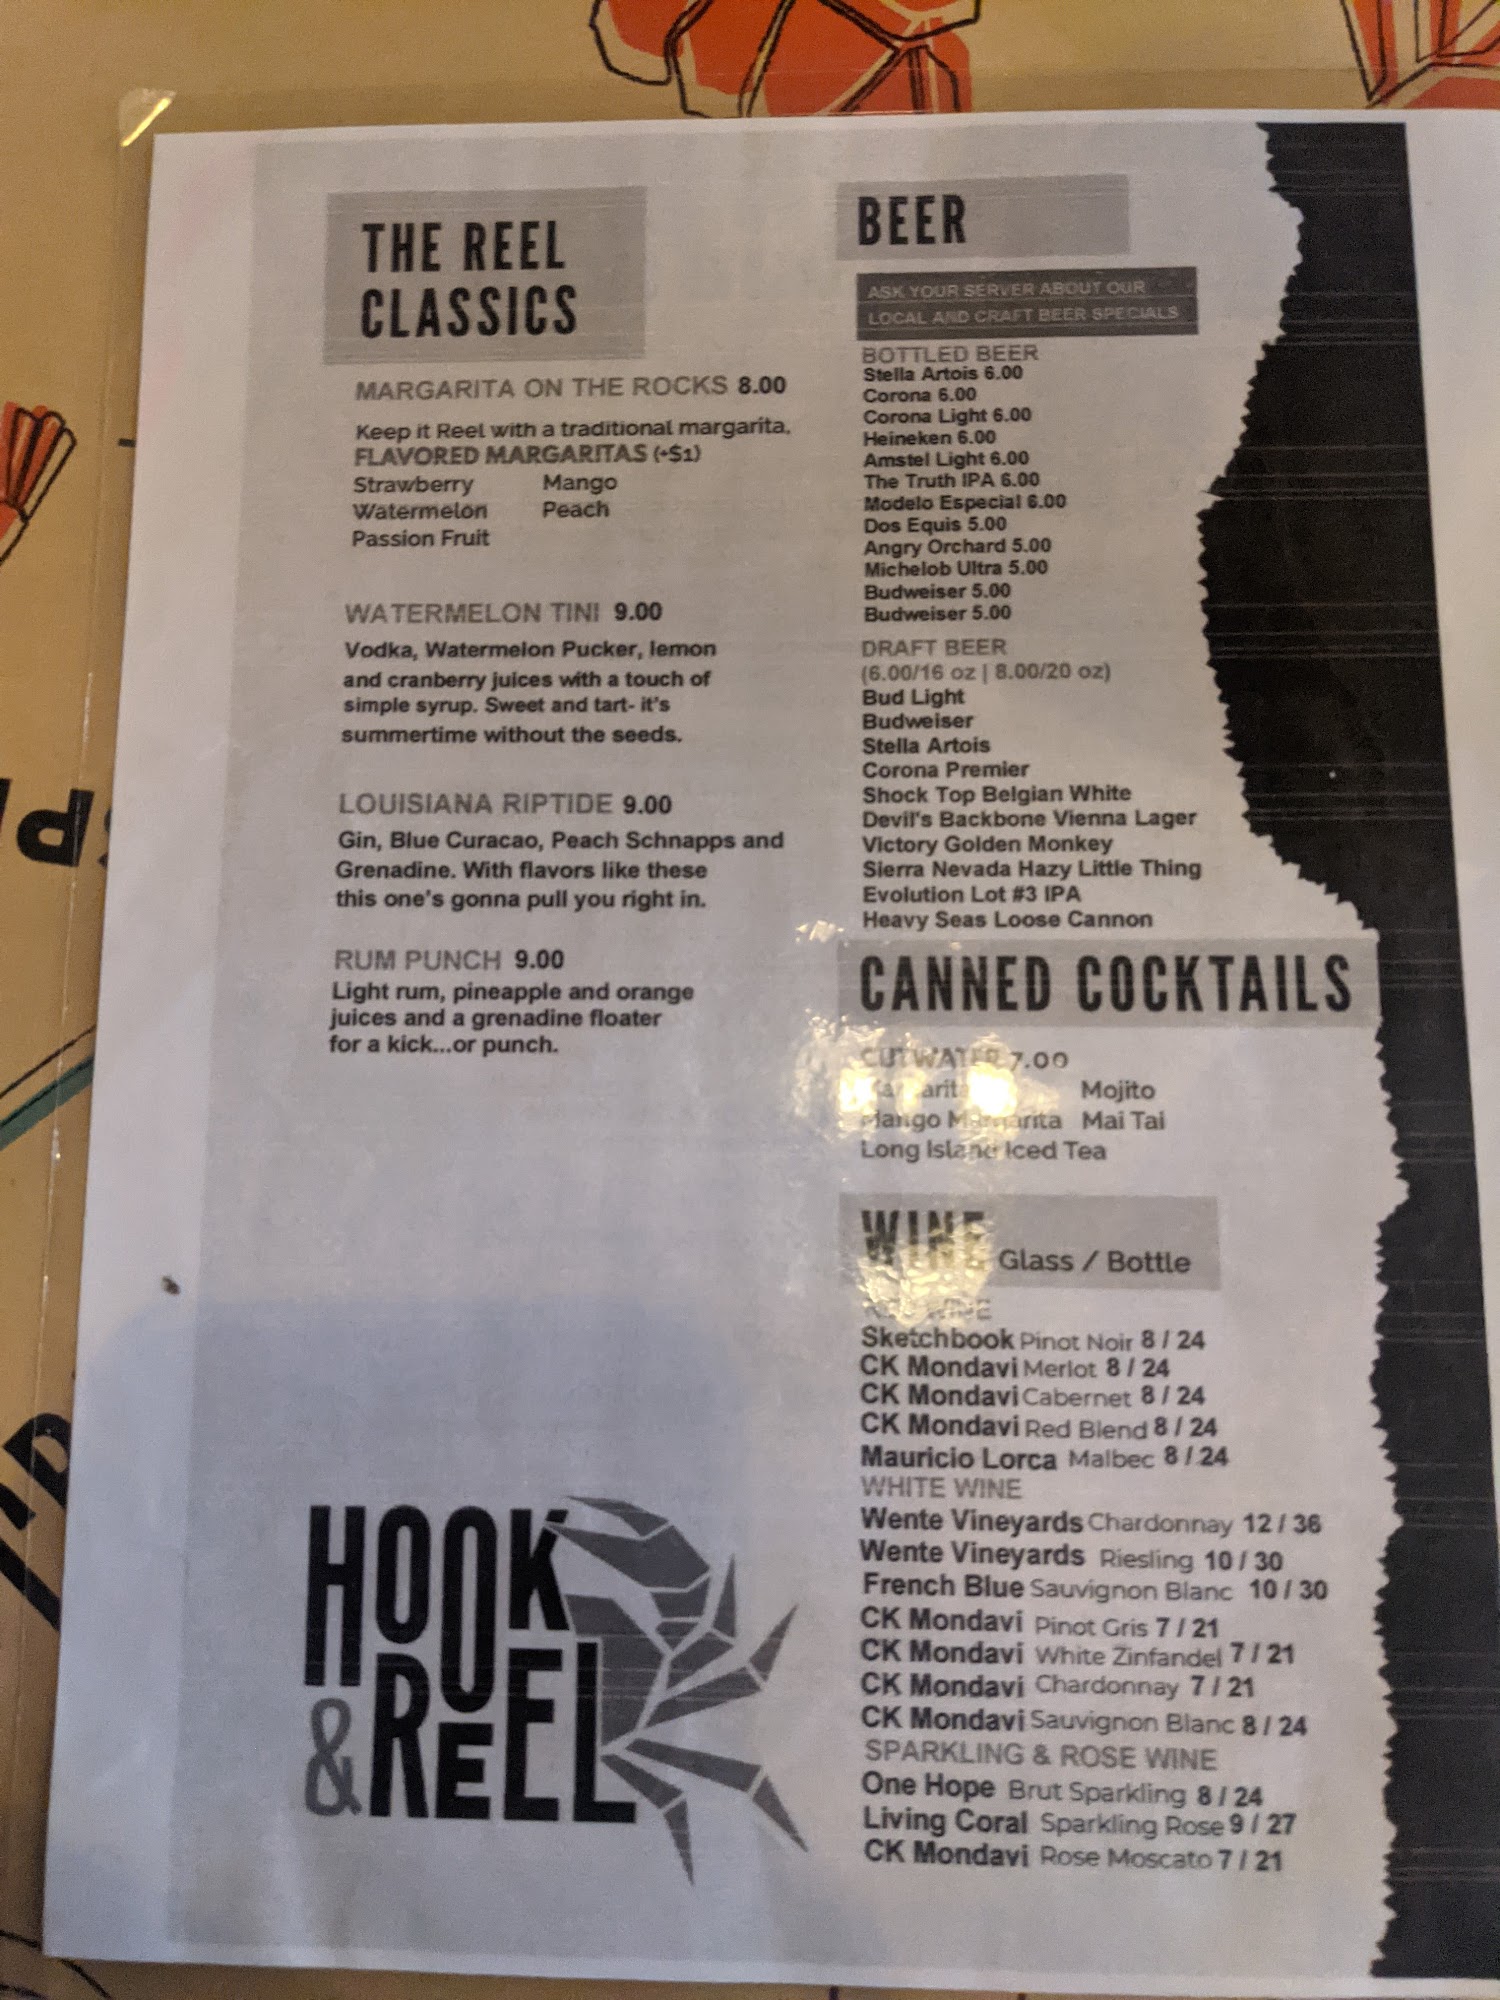 THE REEL
CLASSICS
MARGARITA ON THE ROCKS 8.00
Keep it Reel with a traditional margarita.
FLAVORED MARGARITAS (+$1)
Strawberry Mango
Watermelon Peach
Passion Fruit
WATERMELON TINI 9.00
Vodka, Watermelon Pucker, lemon
and cranberry juices with a touch of
simple syrup. Sweet and tart- it's
summertime without the seeds.
LOUISIANA RIPTIDE 9.00
Gin, Blue Curacao, Peach Schnapps and
Grenadine. With flavors like these
this one's gonna pull you right in.
RUM PUNCH 9.00
Light rum, pineapple and orange
juices and a grenadine floater
for a kick...or punch.
HOOK
& REEL
BEER
ASK YOUR SERVER ABOUT OUR
LOCAL AND CRAFT BEER SPECIALS
BOTTLED BEER
Stella Artois 6.00
Corona 6.00
Corona Light 6.00
Heineken 6.00
Amstel Light 6.00
The Truth IPA 6.00
Modelo Especial 6.00
Dos Equis 5.00
Angry Orchard 5.00
Michelob Ultra 5.00
Budweiser 5.00
Budweiser 5.00
DRAFT BEER
(6.00/16 oz | 8.00/20 oz)
Bud Light
Budweiser
Stella Artois
Corona Premier
Shock Top Belgian White
Devil's Backbone Vienna Lager
Victory Golden Monkey
Sierra Nevada Hazy Little Thing
Evolution Lot #3 IPA
Heavy Seas Loose Cannon
CANNED COCKTAILS
CUTWATER 7.00
Margarita Mojito
Mango Margarita Mai Tai
Long Island Iced Tea
WINE Glass / Bottle
RED WINE
Sketchbook Pinot Noir 8 / 24
CK Mondavi Merlot 8 / 24
CK Mondavi Cabernet 8 / 24
CK Mondavi Red Blend 8 / 24
Mauricio Lorca Malbec 8 / 24
WHITE WINE
Wente Vineyards Chardonnay 12 / 36
Wente Vineyards Riesling 10 / 30
French Blue Sauvignon Blanc 10 / 30
CK Mondavi Pinot Gris 7 / 21
CK Mondavi White Zinfandel 7 / 21
CK Mondavi Chardonnay 7 / 21
CK Mondavi Sauvignon Blanc 8 / 24
SPARKLING & ROSE WINE
One Hope Brut Sparkling 8 / 24
Living Coral Sparkling Rose 9 / 27
CK Mondavi Rose Moscato 7 / 21